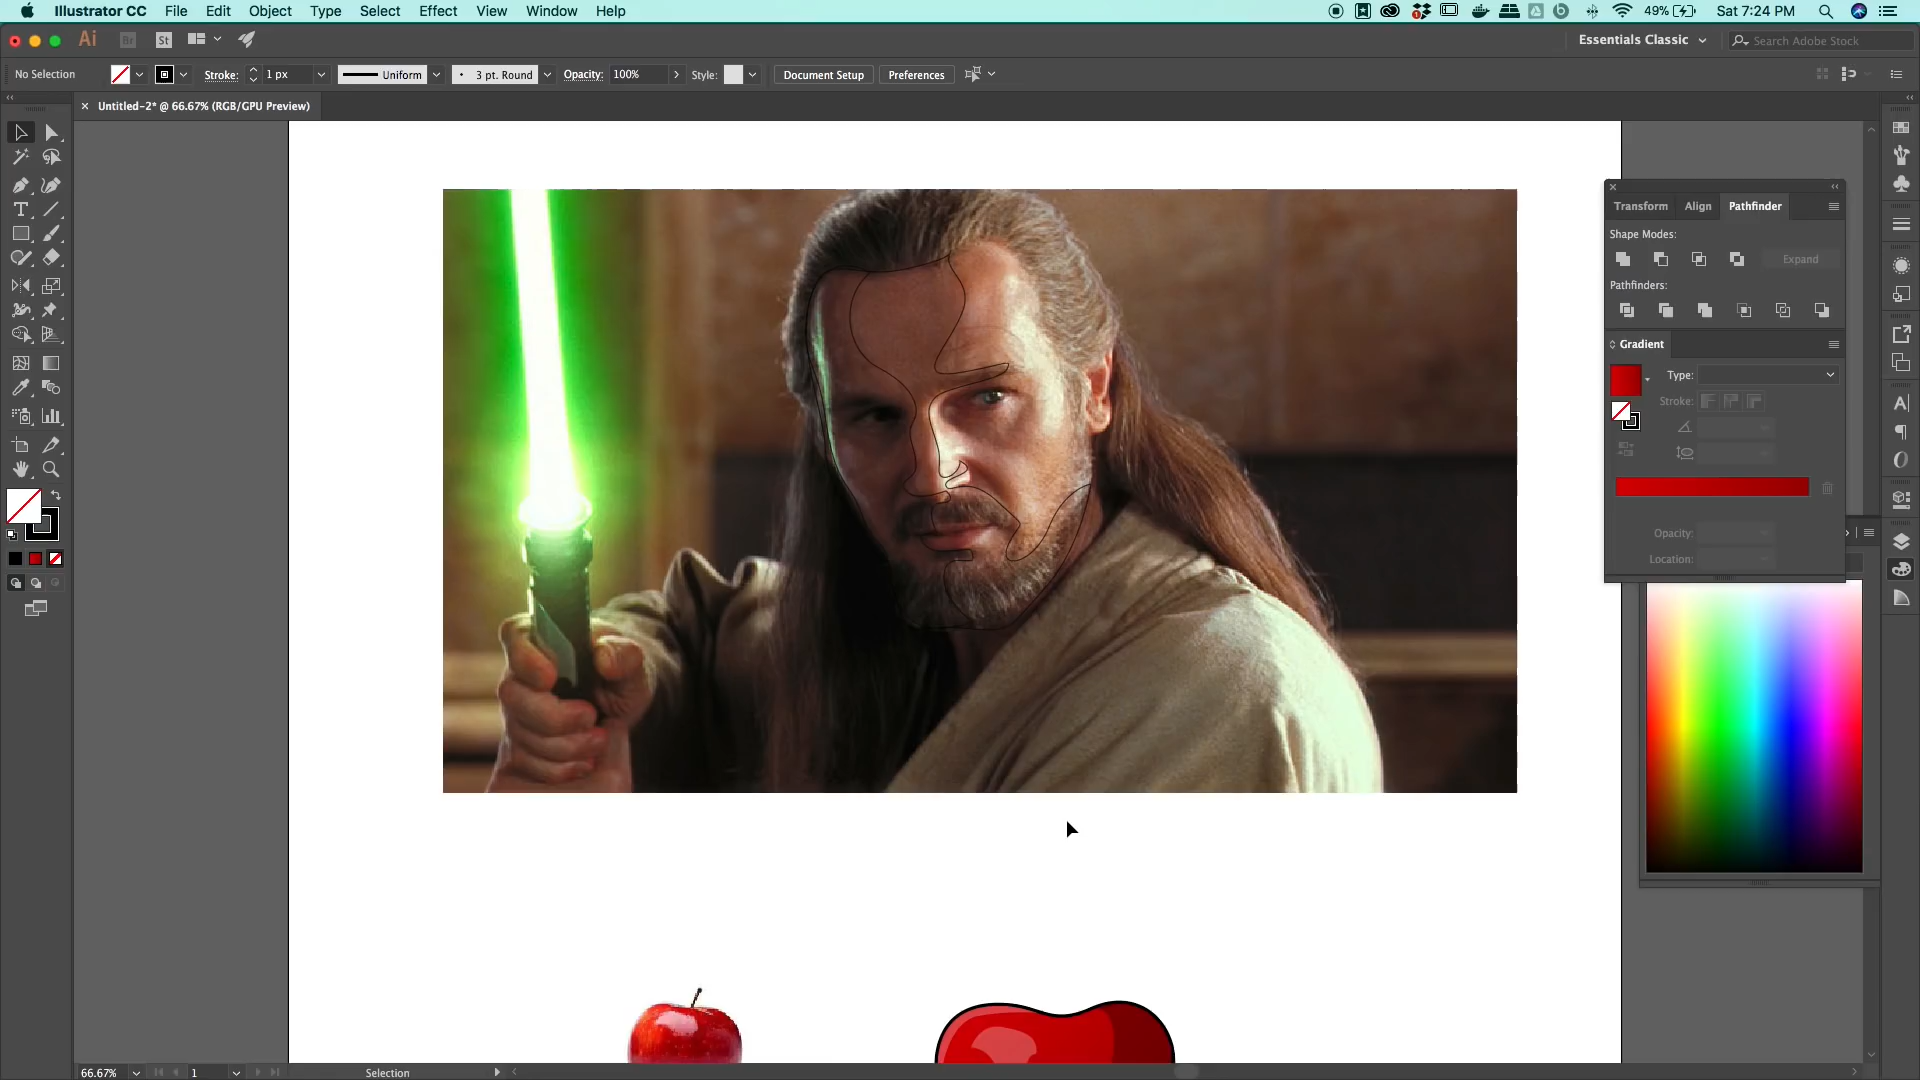 Illustrator CC File Edit Object Type Select Effect View Window Help 49% Sat 7:24 PM
Ai Br St Essentials Classic Search Adobe Stock
No Selection Stroke: 1 px Uniform 3 pt. Round Opacity: 100% Style: Document Setup Preferences
Untitled-2* @ 66.67% (RGB/GPU Preview)
Transform Align Pathfinder
Shape Modes:
Expand
Pathfinders:
Gradient
Type:
Stroke:
Opacity:
Location:
66.67% 1 Selection